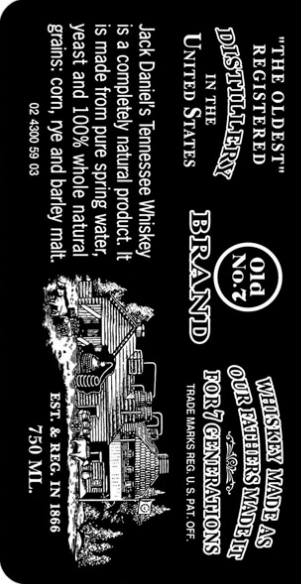 "THE OLDEST"
REGISTERED
DISTILLERY
IN THE
UNITED STATES
Old
No.7
BRAND
WHISKEY MADE AS
OUR FATHERS MADE IT
FOR 7 GENERATIONS
TRADE MARKS REG. U. S. PAT. OFF.
Jack Daniel's Tennessee Whiskey
is a completely natural product. It
is made from pure spring water,
yeast and 100% whole natural
grains: corn, rye and barley malt.
02 4300 59 03
EST. & REG. IN 1866
750 ML.